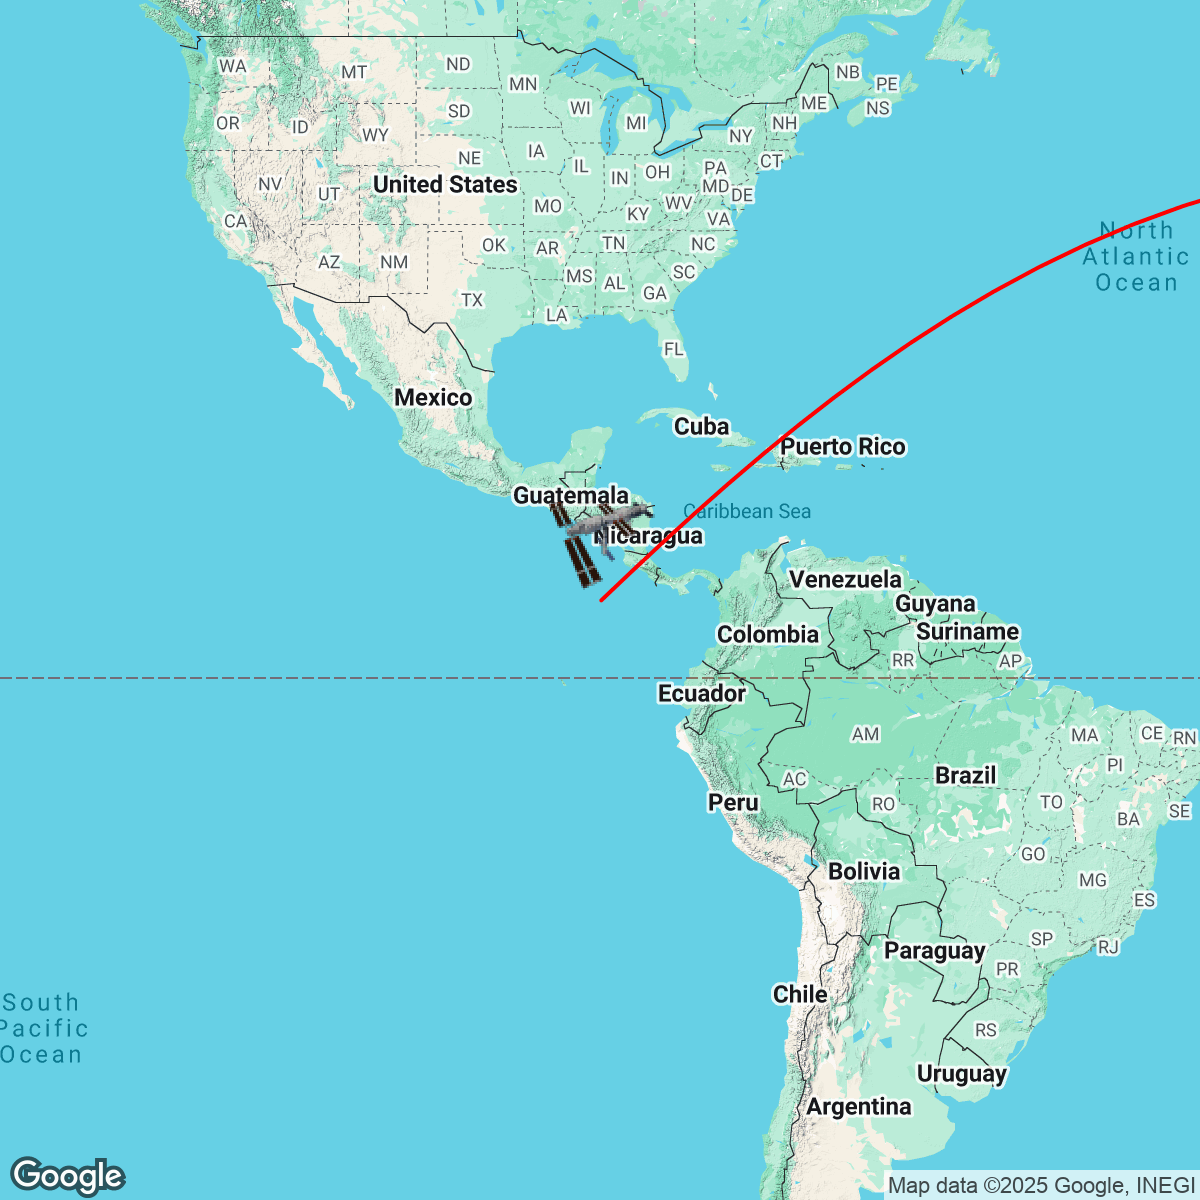 WA
MT
ND
MN
NB
PE
OR
ID
SD
WI
MI
ME
NS
WY
NY
NH
NE
IA
IL
IN
OH
PA
CT
NV
UT
United States
MO
KY
WV
MD
DE
CA
VA
AZ
NM
OK
AR
TN
NC
MS
AL
SC
GA
TX
LA
FL
North
Atlantic
Ocean
Mexico
Cuba
Puerto Rico
Guatemala
Caribbean Sea
Nicaragua
Venezuela
Guyana
Colombia
Suriname
RR
AP
Ecuador
AM
MA
CE
RN
AC
Brazil
PI
Peru
RO
TO
BA
SE
GO
Bolivia
MG
ES
Paraguay
SP
RJ
PR
Chile
South
Pacific
Ocean
RS
Uruguay
Argentina
Google
Map data ©2025 Google, INEGI